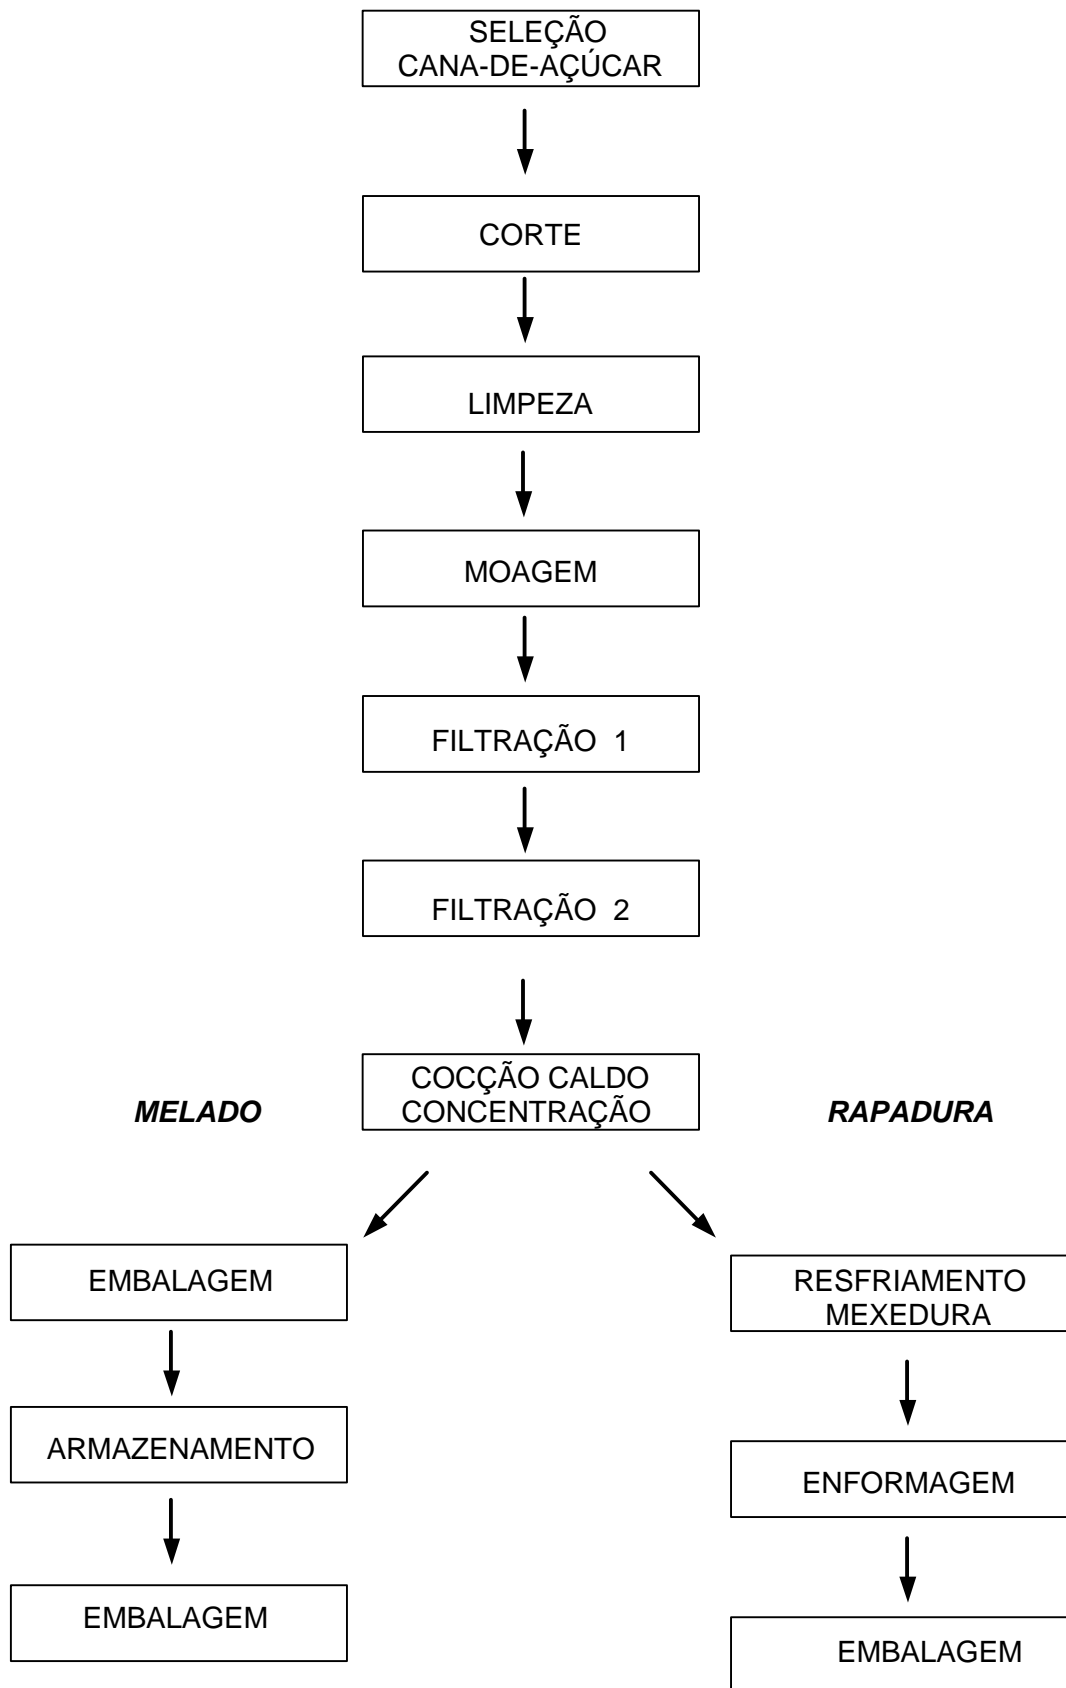 SELEÇÃO
CANA-DE-AÇÚCAR
CORTE
LIMPEZA
MOAGEM
FILTRAÇÃO 1
FILTRAÇÃO 2
COCÇÃO CALDO
CONCENTRAÇÃO
MELADO
RAPADURA
EMBALAGEM
RESFRIAMENTO
MEXEDURA
ARMAZENAMENTO
ENFORMAGEM
EMBALAGEM
EMBALAGEM